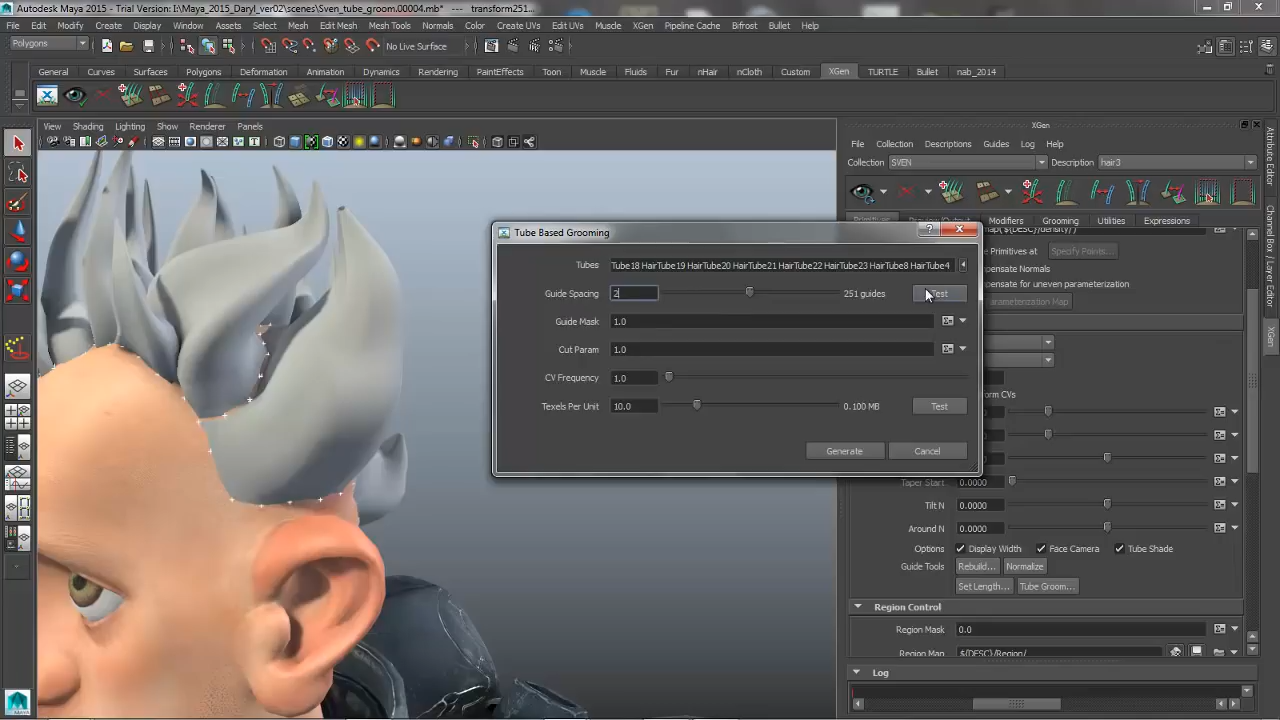 Autodesk Maya 2015 - Trial Version: I:\Maya_2015_Daryl_ver02\scenes\Sven_tube_groom.00004.mb* --- transform251...
File Edit Modify Create Display Window Select Mesh Edit Mesh Mesh Tools Normals Color Create UVs Edit UVs Muscle XGen Pipeline Cache Bifrost Bullet Help
Polygons No Live Surface
General Curves Surfaces Polygons Deformation Animation Dynamics Rendering PaintEffects Toon Muscle Fluids Fur nHair nCloth Custom XGen TURTLE Bullet nab_2014
View Shading Lighting Show Renderer Panels
XGen
File Collection Descriptions Guides Log Help
Collection SVEN Description hair3
Primitives Preview/Output Modifiers Grooming Utilities Expressions
Tube Based Grooming
Tubes Tube18 HairTube19 HairTube20 HairTube21 HairTube22 HairTube23 HairTube8 HairTube4
Guide Spacing 2 251 guides Test
Guide Mask 1.0
Cut Param 1.0
CV Frequency 1.0
Texels Per Unit 10.0 0.100 MB Test
Generate Cancel
map(${DESC}/density/)
Primitives at Specify Points...
pensate Normals
pensate for uneven parameterization
arameterization Map
orm CVs
Taper Start 0.0000
Tilt N 0.0000
Around N 0.0000
Options Display Width Face Camera Tube Shade
Guide Tools Rebuild... Normalize
Set Length... Tube Groom...
Region Control
Region Mask 0.0
Region Map ${DESC}/Region/
Log
Attribute Editor
Channel Box / Layer Editor
XGen